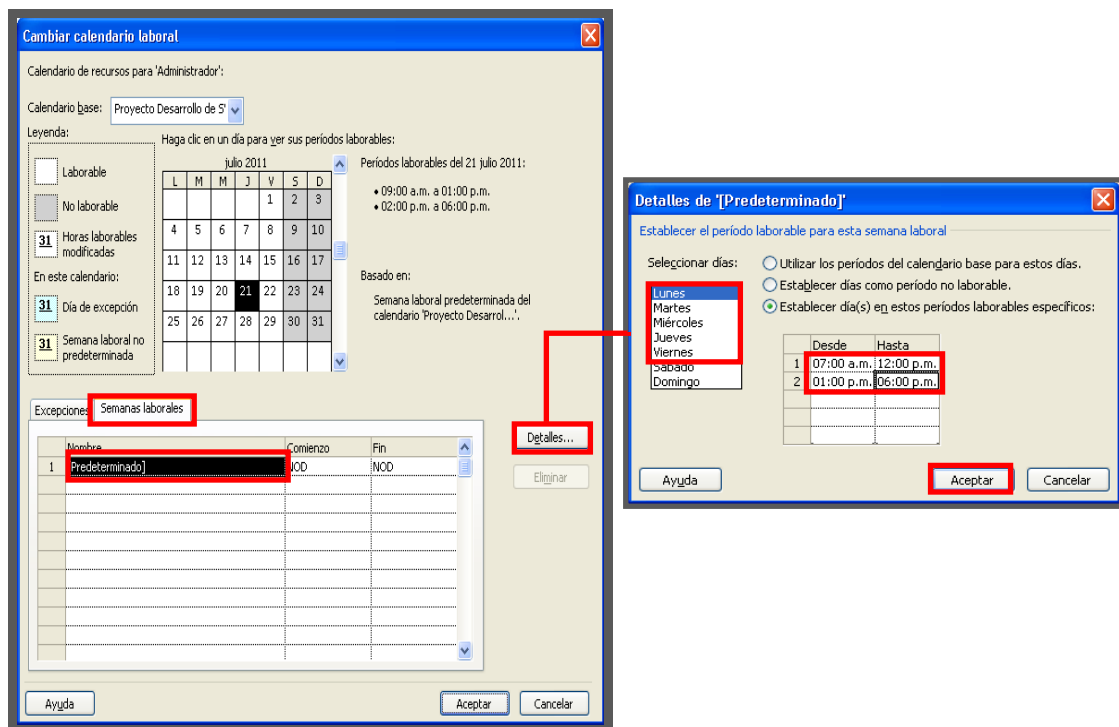 Cambiar calendario laboral
Calendario de recursos para 'Administrador':
Calendario base: Proyecto Desarrollo de S'
Leyenda:
Laborable
No laborable
31 Horas laborables
modificadas
En este calendario:
31 Día de excepción
31 Semana laboral no
predeterminada
Haga clic en un día para ver sus períodos laborables:
julio 2011
L M M J V S D
1 2 3
4 5 6 7 8 9 10
11 12 13 14 15 16 17
18 19 20 21 22 23 24
25 26 27 28 29 30 31
Períodos laborables del 21 julio 2011:
• 09:00 a.m. a 01:00 p.m.
• 02:00 p.m. a 06:00 p.m.
Basado en:
Semana laboral predeterminada del
calendario 'Proyecto Desarrol...'.
Excepciones Semanas laborales
Nombre Comienzo Fin
1 Predeterminado] NOD NOD
Detalles...
Eliminar
Ayuda Aceptar Cancelar
Detalles de '[Predeterminado]'
Establecer el período laborable para esta semana laboral
Seleccionar días:
Lunes
Martes
Miércoles
Jueves
Viernes
Sábado
Domingo
Utilizar los períodos del calendario base para estos días.
Establecer días como período no laborable.
Establecer día(s) en estos períodos laborables específicos:
Desde Hasta
1 07:00 a.m. 12:00 p.m.
2 01:00 p.m. 06:00 p.m.
Ayuda Aceptar Cancelar